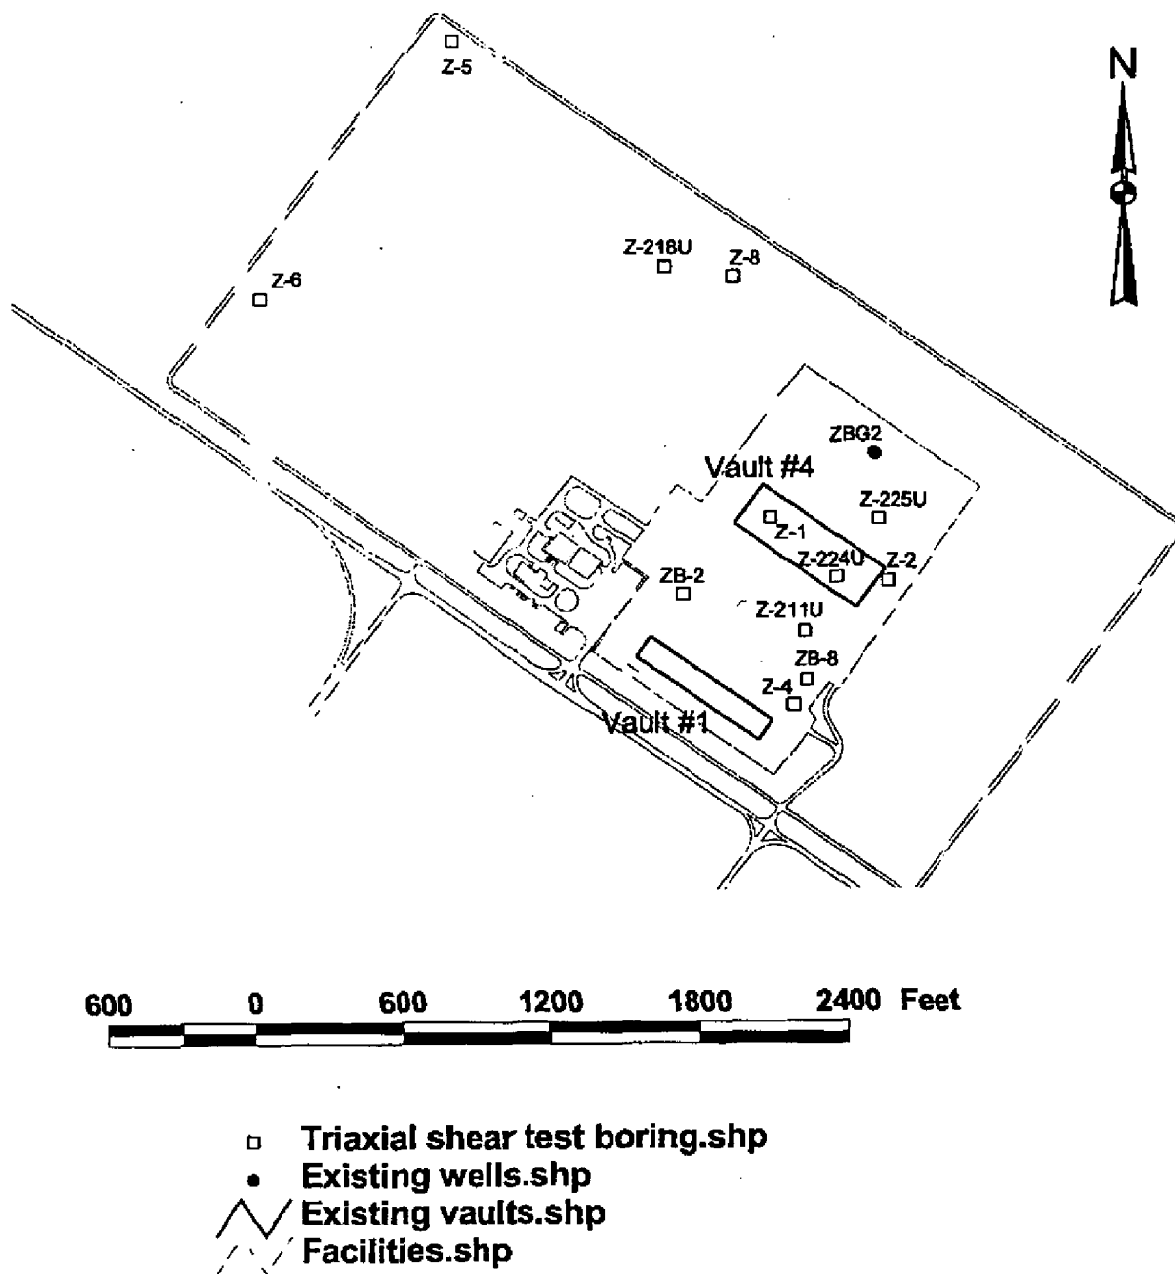 Z-5
N
Z-218U
Z-8
Z-6
ZBG2
Vault #4
Z-225U
Z-1
Z-224U
Z-2
ZB-2
Z-211U
ZB-8
Z-4
Vault #1
600 0 600 1200 1800 2400 Feet
Triaxial shear test boring.shp
Existing wells.shp
Existing vaults.shp
Facilities.shp